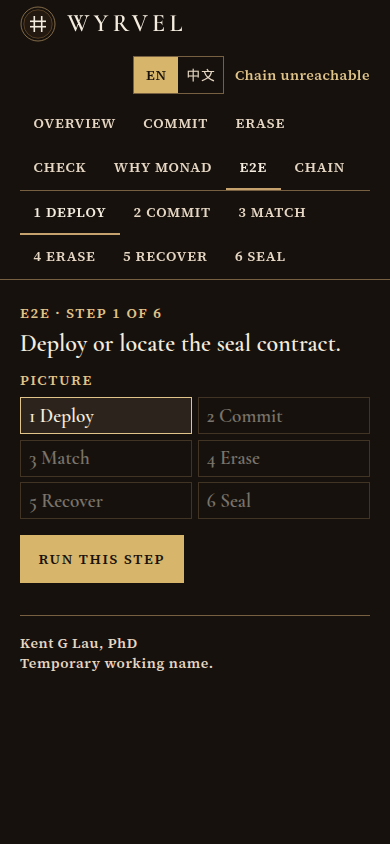 WYRVEL
EN 中文 Chain unreachable
OVERVIEW COMMIT ERASE
CHECK WHY MONAD E2E CHAIN
1 DEPLOY 2 COMMIT 3 MATCH
4 ERASE 5 RECOVER 6 SEAL
E2E · STEP 1 OF 6
Deploy or locate the seal contract.
PICTURE
1 Deploy 2 Commit
3 Match 4 Erase
5 Recover 6 Seal
RUN THIS STEP
Kent G Lau, PhD
Temporary working name.